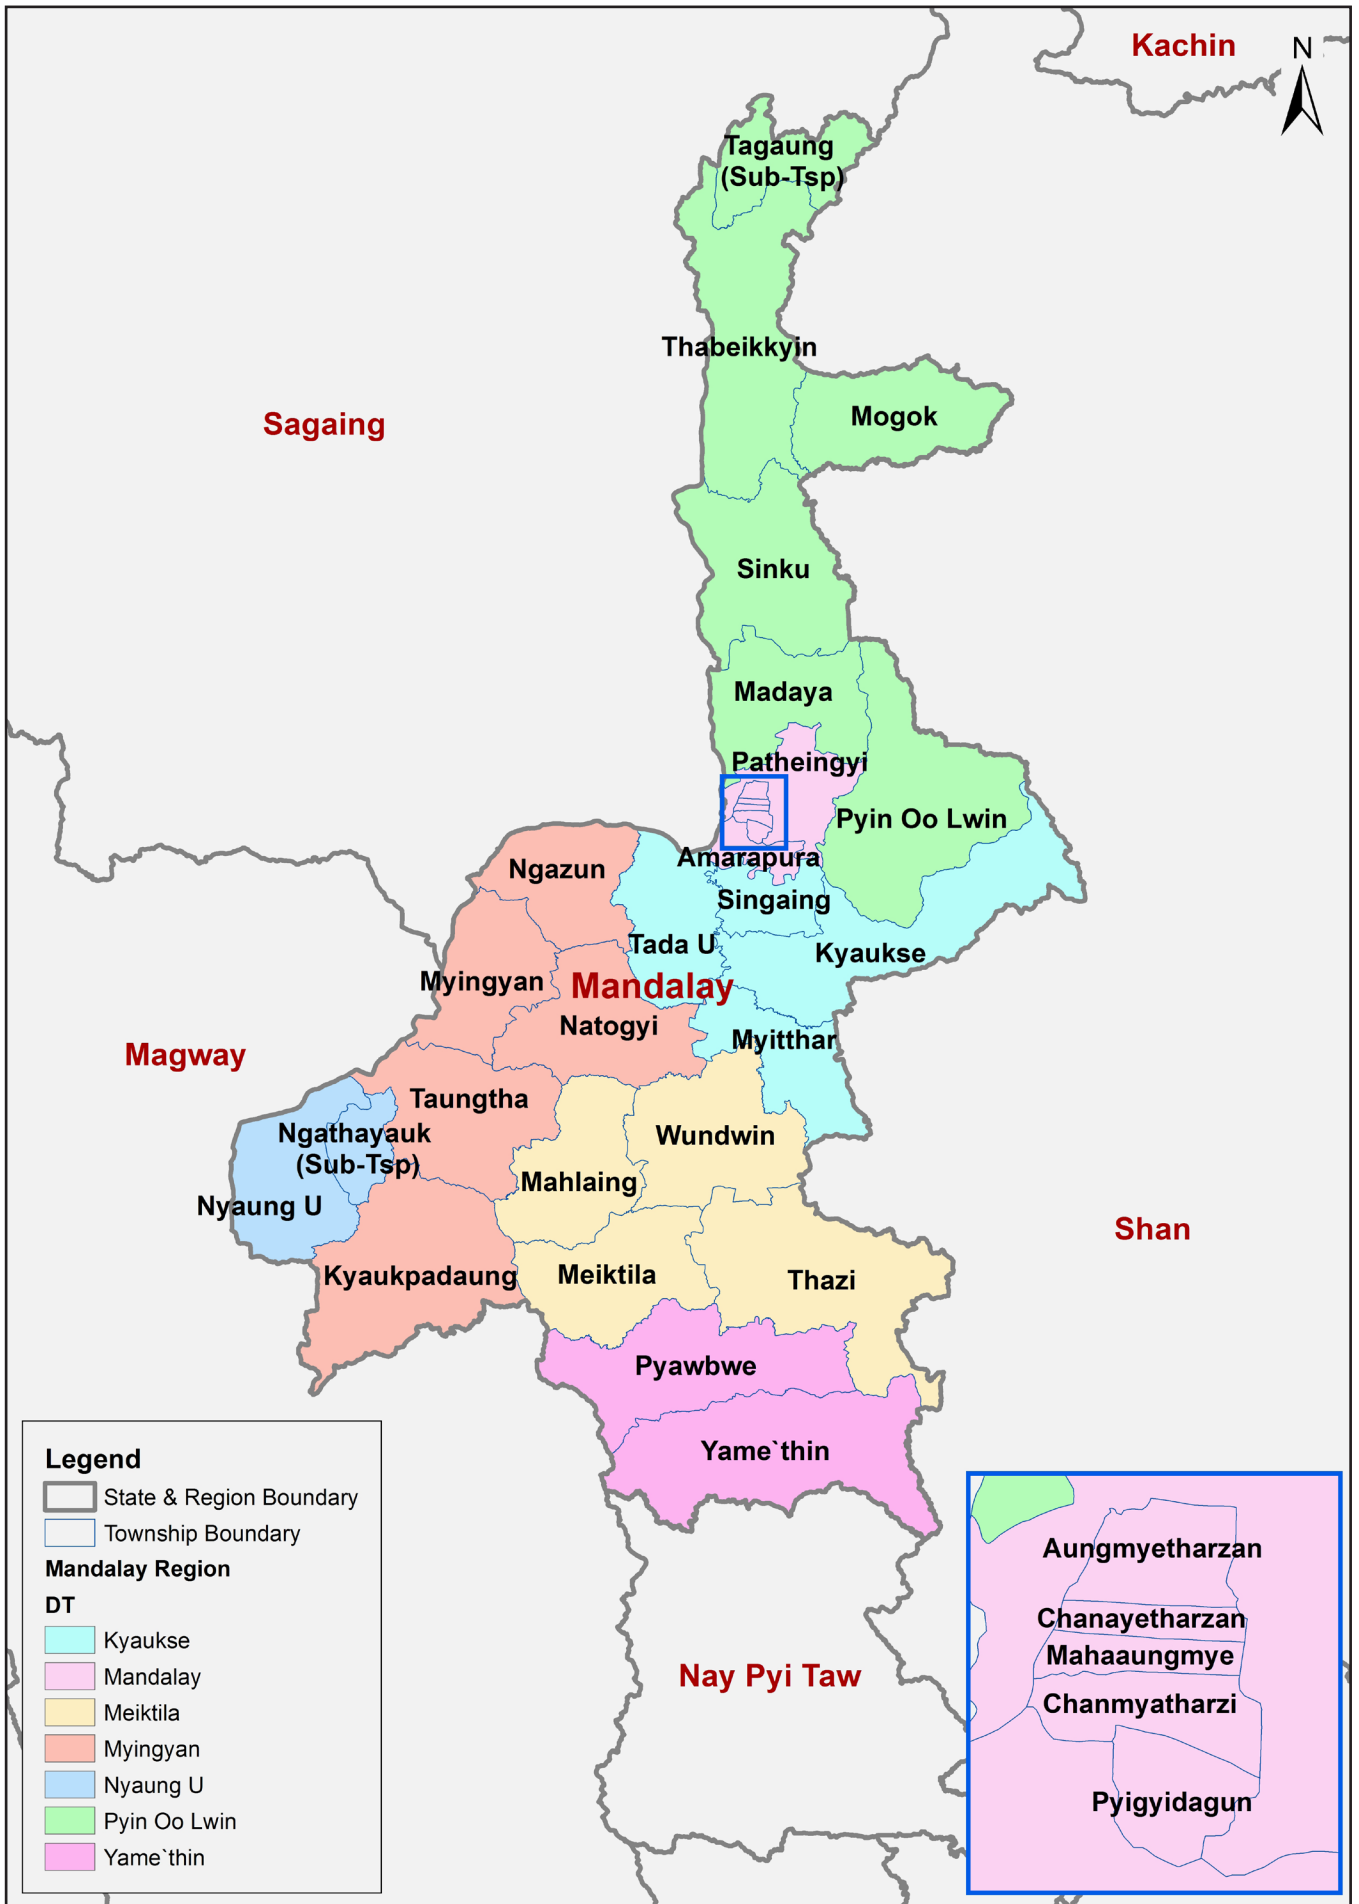 Kachin
N
Tagaung
(Sub-Tsp)
Thabeikkyin
Mogok
Sagaing
Sinku
Madaya
Patheingyi
Pyin Oo Lwin
Amarapura
Ngazun
Singaing
Tada U
Kyaukse
Myingyan
Mandalay
Natogyi
Myitthar
Magway
Taungtha
Ngathayauk
(Sub-Tsp)
Wundwin
Mahlaing
Nyaung U
Shan
Kyaukpadaung
Meiktila
Thazi
Pyawbwe
Yame`thin
Nay Pyi Taw
Legend
State & Region Boundary
Township Boundary
Mandalay Region
DT
Kyaukse
Mandalay
Meiktila
Myingyan
Nyaung U
Pyin Oo Lwin
Yame`thin
Aungmyetharzan
Chanayetharzan
Mahaaungmye
Chanmyatharzi
Pyigyidagun